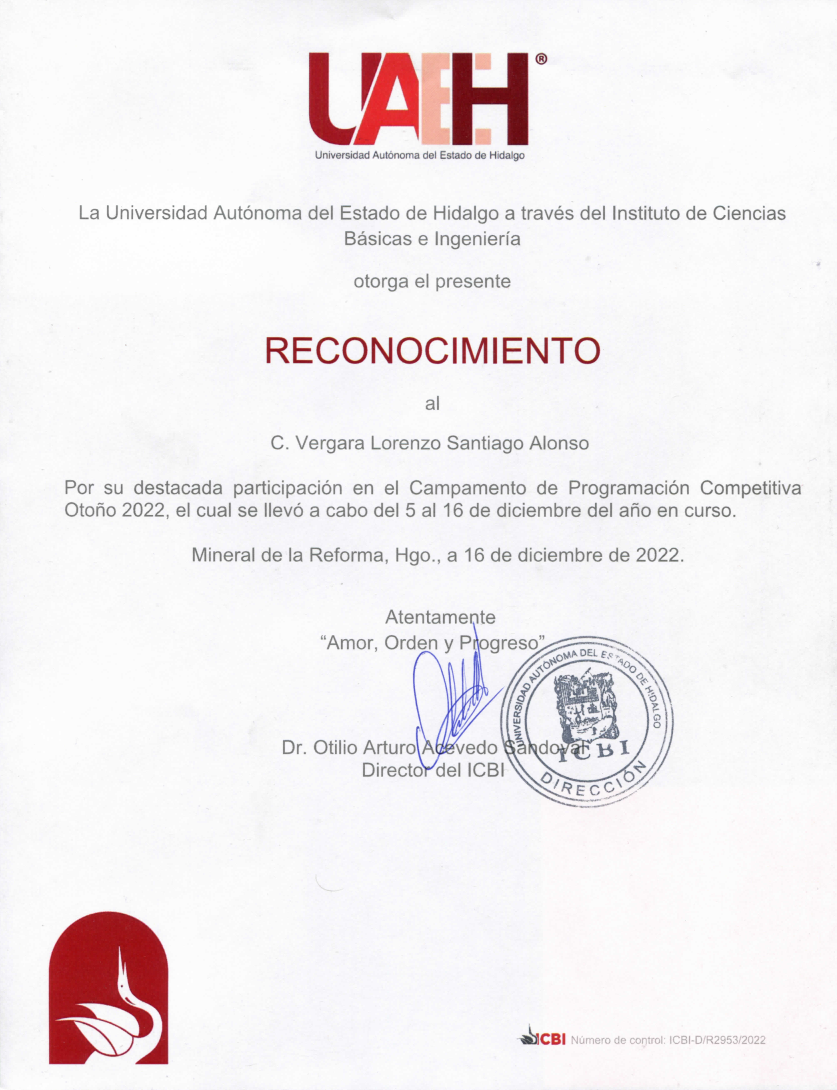 UAEH®
Universidad Autónoma del Estado de Hidalgo
La Universidad Autónoma del Estado de Hidalgo a través del Instituto de Ciencias
Básicas e Ingeniería
otorga el presente
RECONOCIMIENTO
al
C. Vergara Lorenzo Santiago Alonso
Por su destacada participación en el Campamento de Programación Competitiva
Otoño 2022, el cual se llevó a cabo del 5 al 16 de diciembre del año en curso.
Mineral de la Reforma, Hgo., a 16 de diciembre de 2022.
Atentamente
“Amor, Orden y Progreso”
UNIVERSIDAD AUTÓNOMA DEL ESTADO DE HIDALGO
ICBI
DIRECCIÓN
Dr. Otilio Arturo Acevedo Sandoval
Director del ICBI
ICBI Número de control: ICBI-D/R2953/2022